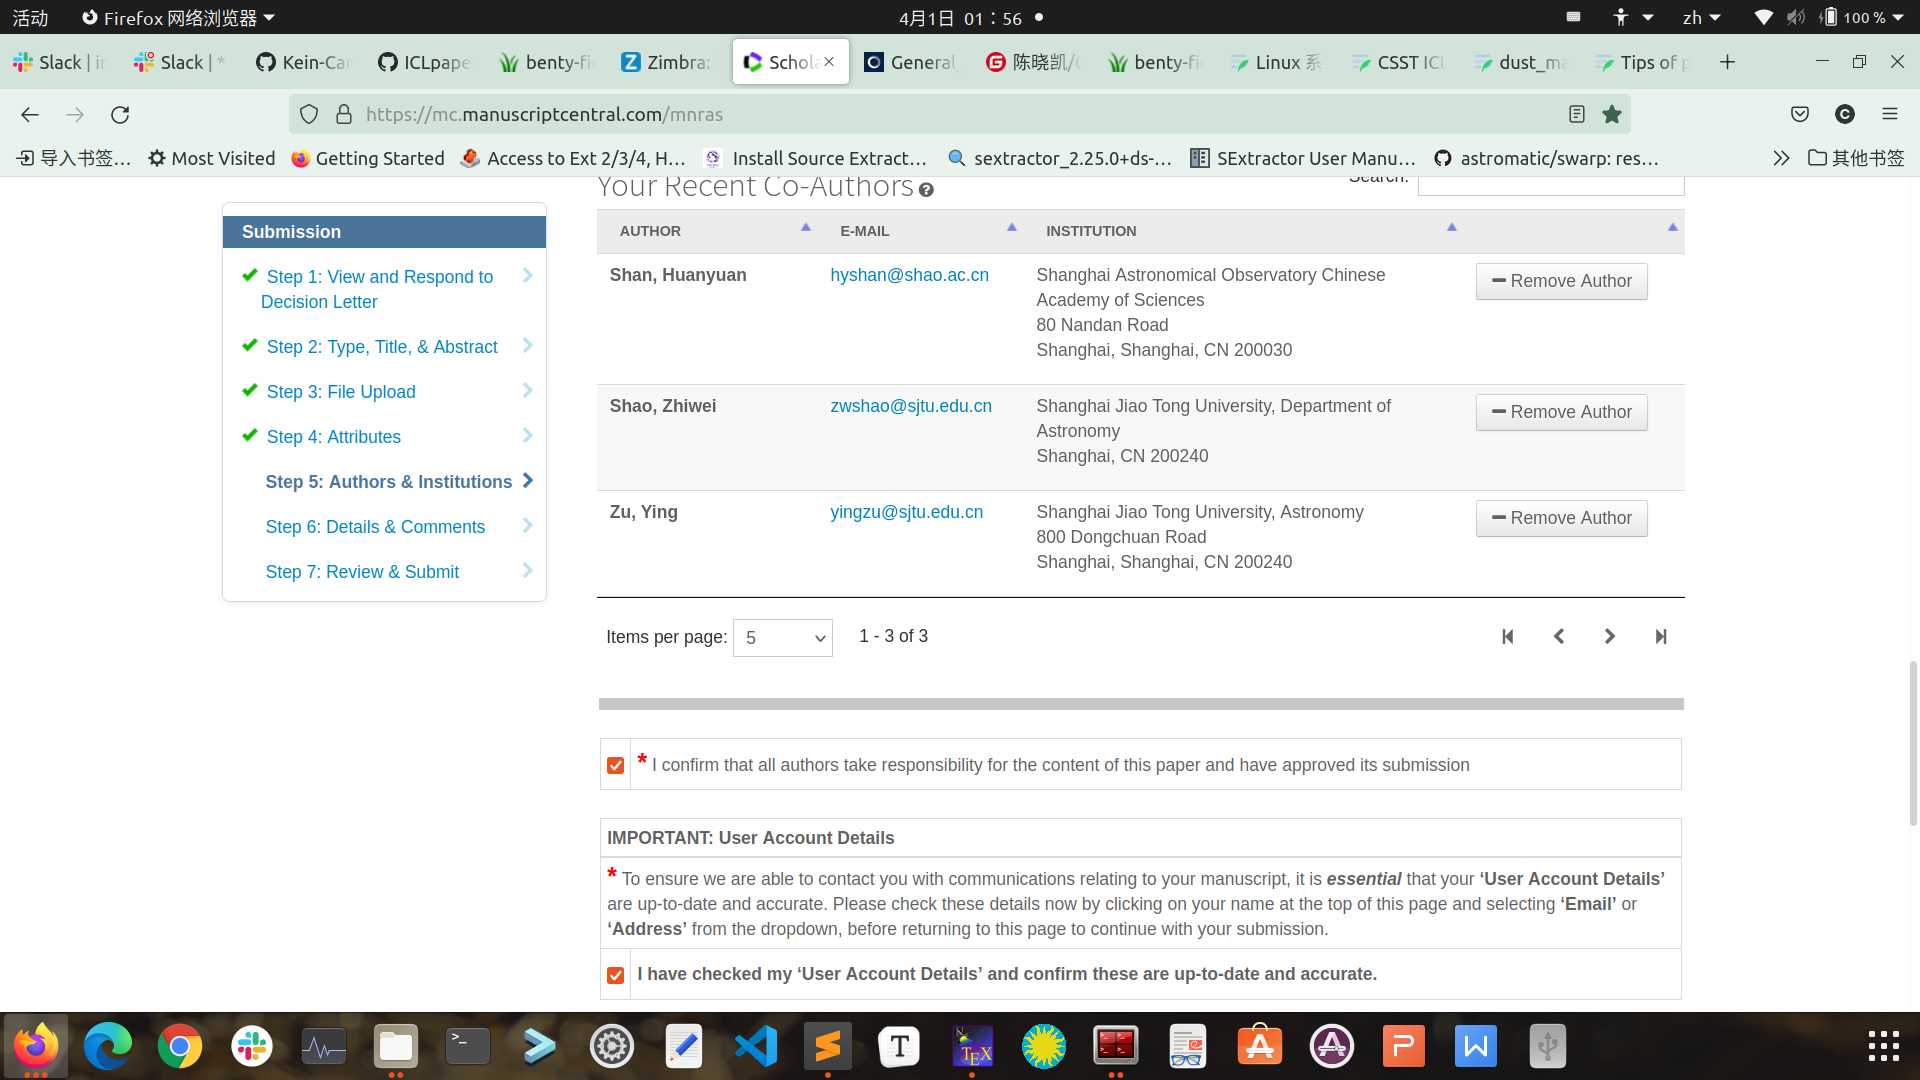 活动 Firefox 网络浏览器 4月1日 01：56 zh 100 %
Slack | in Slack | * Kein-Car ICLpape benty-fie Zimbra: Schola General 陈晓凯/C benty-fie Linux 系 CSST ICL dust_ma Tips of p
https://mc.manuscriptcentral.com/mnras
导入书签… Most Visited Getting Started Access to Ext 2/3/4, H… Install Source Extract… sextractor_2.25.0+ds-… SExtractor User Manu… astromatic/swarp: res… 其他书签
Your Recent Co-Authors Search:
Submission
Step 1: View and Respond to
Decision Letter
Step 2: Type, Title, & Abstract
Step 3: File Upload
Step 4: Attributes
Step 5: Authors & Institutions
Step 6: Details & Comments
Step 7: Review & Submit
AUTHOR E-MAIL INSTITUTION
Shan, Huanyuan hyshan@shao.ac.cn Shanghai Astronomical Observatory Chinese Remove Author
Academy of Sciences
80 Nandan Road
Shanghai, Shanghai, CN 200030
Shao, Zhiwei zwshao@sjtu.edu.cn Shanghai Jiao Tong University, Department of Remove Author
Astronomy
Shanghai, CN 200240
Zu, Ying yingzu@sjtu.edu.cn Shanghai Jiao Tong University, Astronomy Remove Author
800 Dongchuan Road
Shanghai, Shanghai, CN 200240
Items per page: 5 1 - 3 of 3
* I confirm that all authors take responsibility for the content of this paper and have approved its submission
IMPORTANT: User Account Details
* To ensure we are able to contact you with communications relating to your manuscript, it is essential that your ‘User Account Details’
are up-to-date and accurate. Please check these details now by clicking on your name at the top of this page and selecting ‘Email’ or
‘Address’ from the dropdown, before returning to this page to continue with your submission.
I have checked my ‘User Account Details’ and confirm these are up-to-date and accurate.